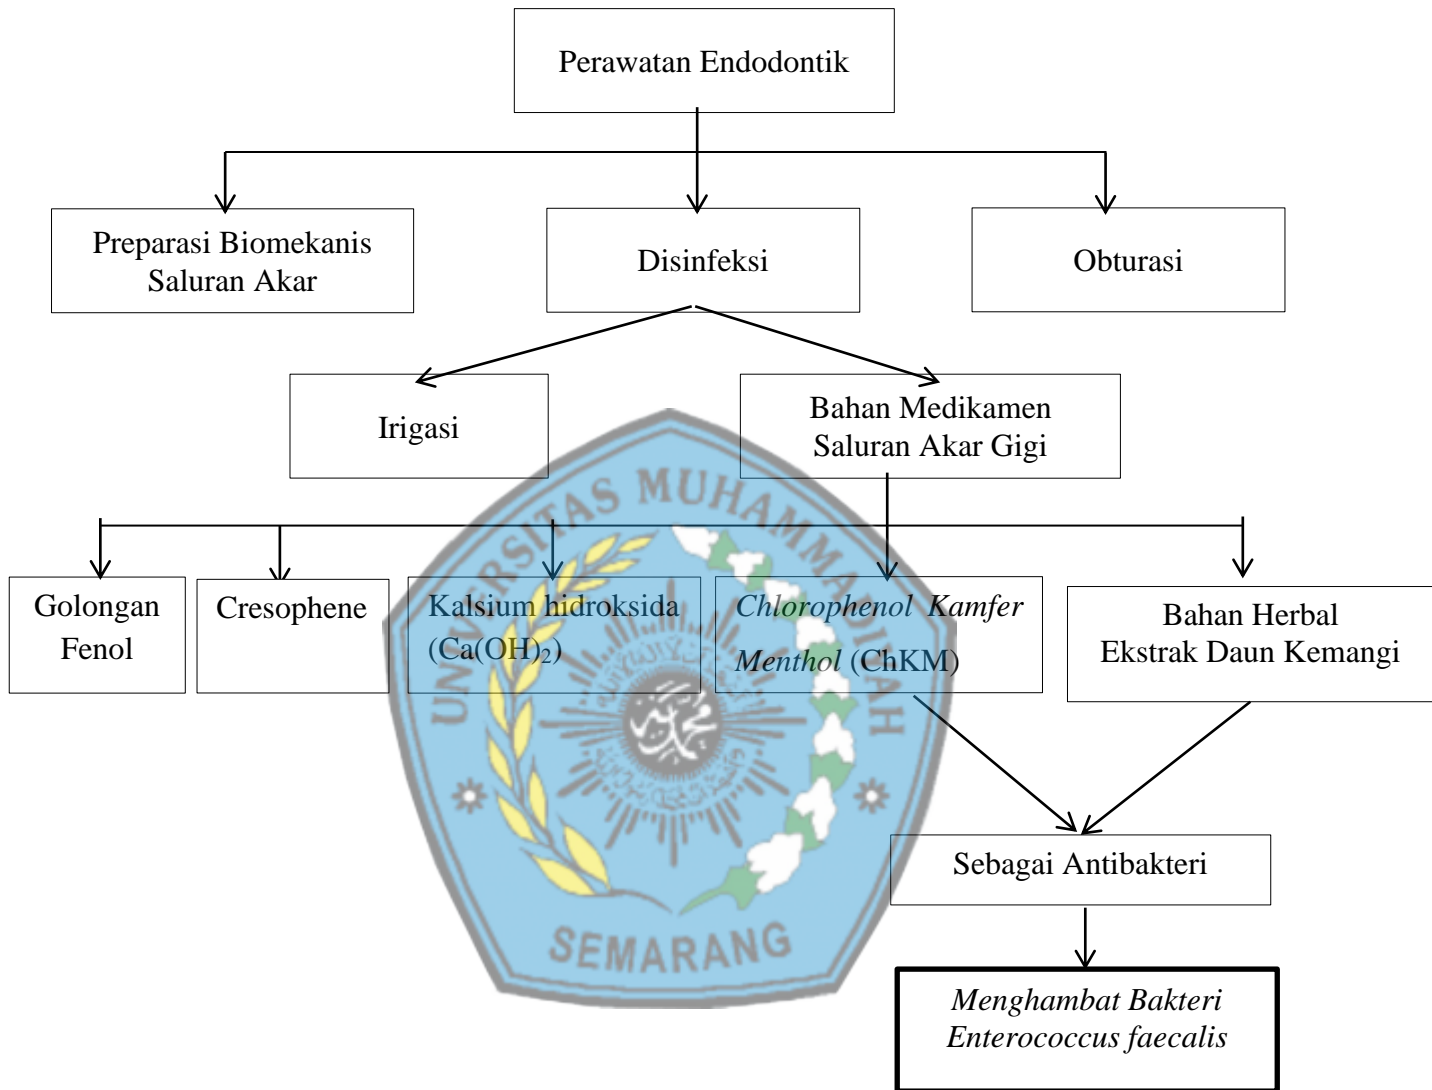 Perawatan Endodontik
Preparasi Biomekanis
Saluran Akar
Disinfeksi
Obturasi
Irigasi
Bahan Medikamen
Saluran Akar Gigi
Golongan
Fenol
Cresophene
Kalsium hidroksida
(Ca(OH)₂)
Chlorophenol Kamfer
Menthol (ChKM)
Bahan Herbal
Ekstrak Daun Kemangi
Sebagai Antibakteri
Menghambat Bakteri
Enterococcus faecalis
UNIVERSITAS MUHAMMADIYAH
SEMARANG